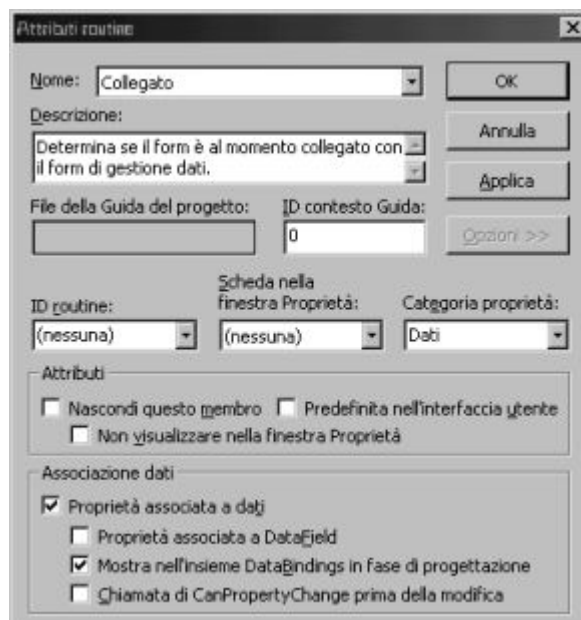 Attributi routine
Nome: Collegato OK
Descrizione:
Determina se il form è al momento collegato con
il form di gestione dati.
Annulla
Applica
File della Guida del progetto: ID contesto Guida:
0
Opzioni >>
ID routine: Scheda nella
finestra Proprietà: Categoria proprietà:
(nessuna) (nessuna) Dati
Attributi
Nascondi questo membro Predefinita nell'interfaccia utente
Non visualizzare nella finestra Proprietà
Associazione dati
Proprietà associata a dati
Proprietà associata a DataField
Mostra nell'insieme DataBindings in fase di progettazione
Chiamata di CanPropertyChange prima della modifica